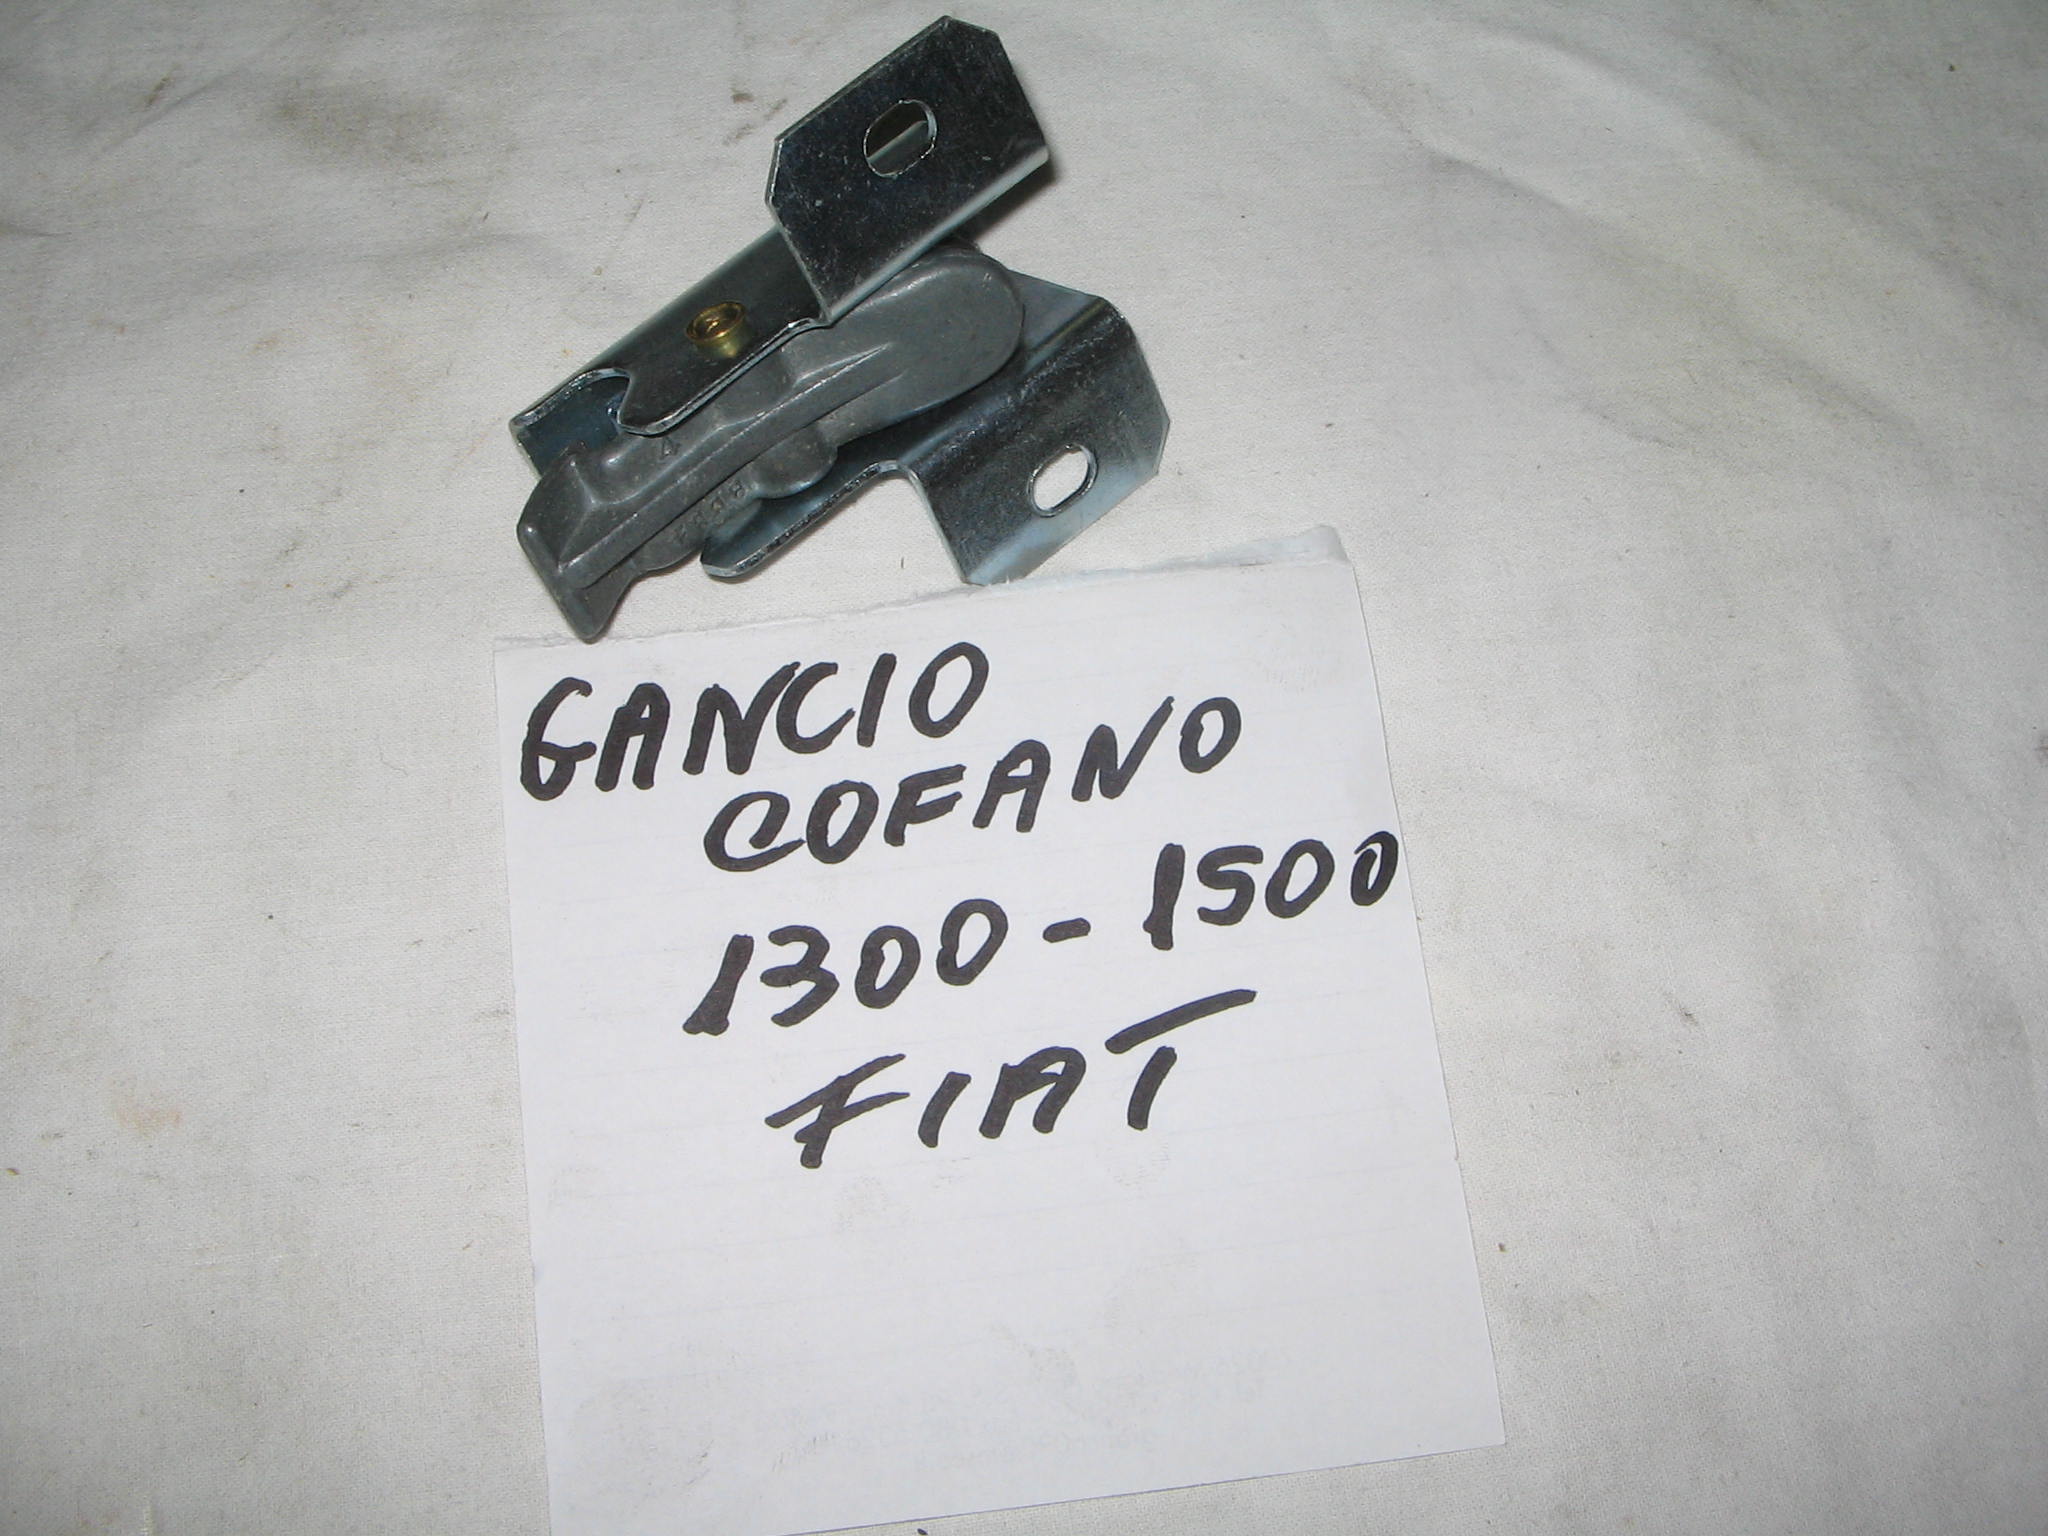 GANCIO
COFANO
1300 - 1500
FIAT